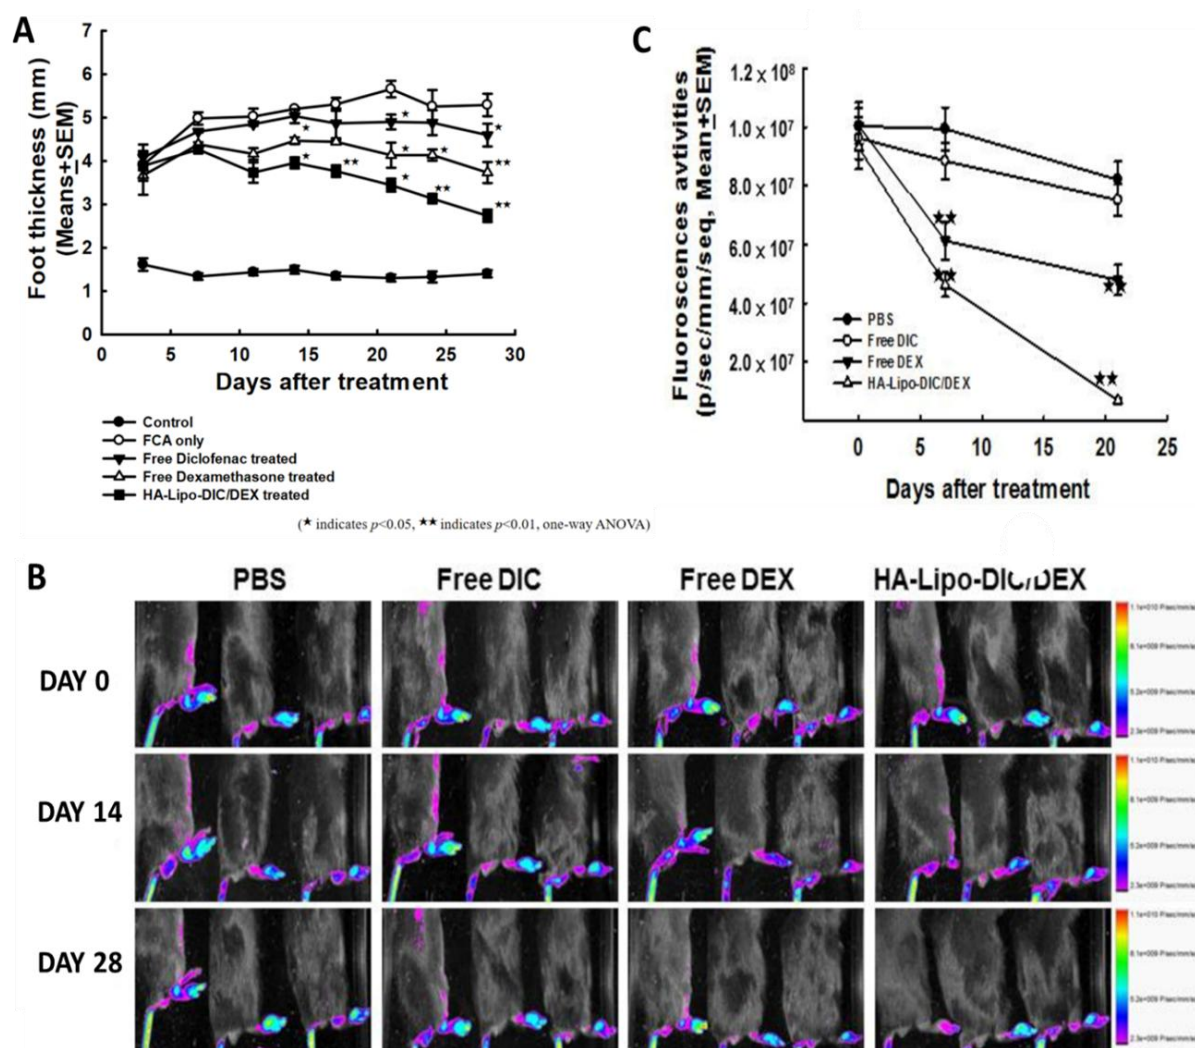 A
Foot thickness (mm)
(Means±SEM)
7
6
5
4
3
2
1
0
0 5 10 15 20 25 30
Days after treatment
Control
FCA only
Free Diclofenac treated
Free Dexamethasone treated
HA-Lipo-DIC/DEX treated
(★ indicates p<0.05, ★★ indicates p<0.01, one-way ANOVA)
C
Fluoroscences avtivities
(p/sec/mm/seq, Mean±SEM)
1.2 x 10⁸
1.0 x 10⁷
8.0 x 10⁷
6.0 x 10⁷
4.0 x 10⁷
2.0 x 10⁷
PBS
Free DIC
Free DEX
HA-Lipo-DIC/DEX
0 5 10 15 20 25
Days after treatment
B
PBS Free DIC Free DEX HA-Lipo-DIC/DEX
DAY 0
DAY 14
DAY 28